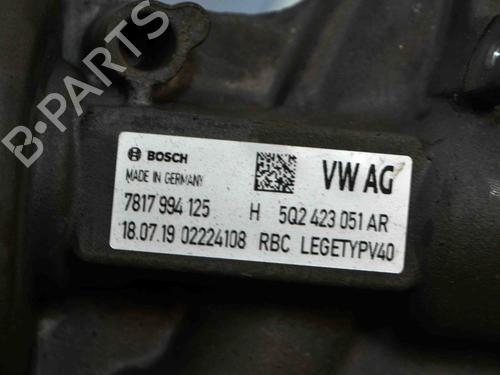 B-PARTS
BOSCH
MADE IN GERMANY
VW AG
7817 994 125 H 5Q2 423 051 AR
18.07.19 02224108 RBC LEGETYPV40